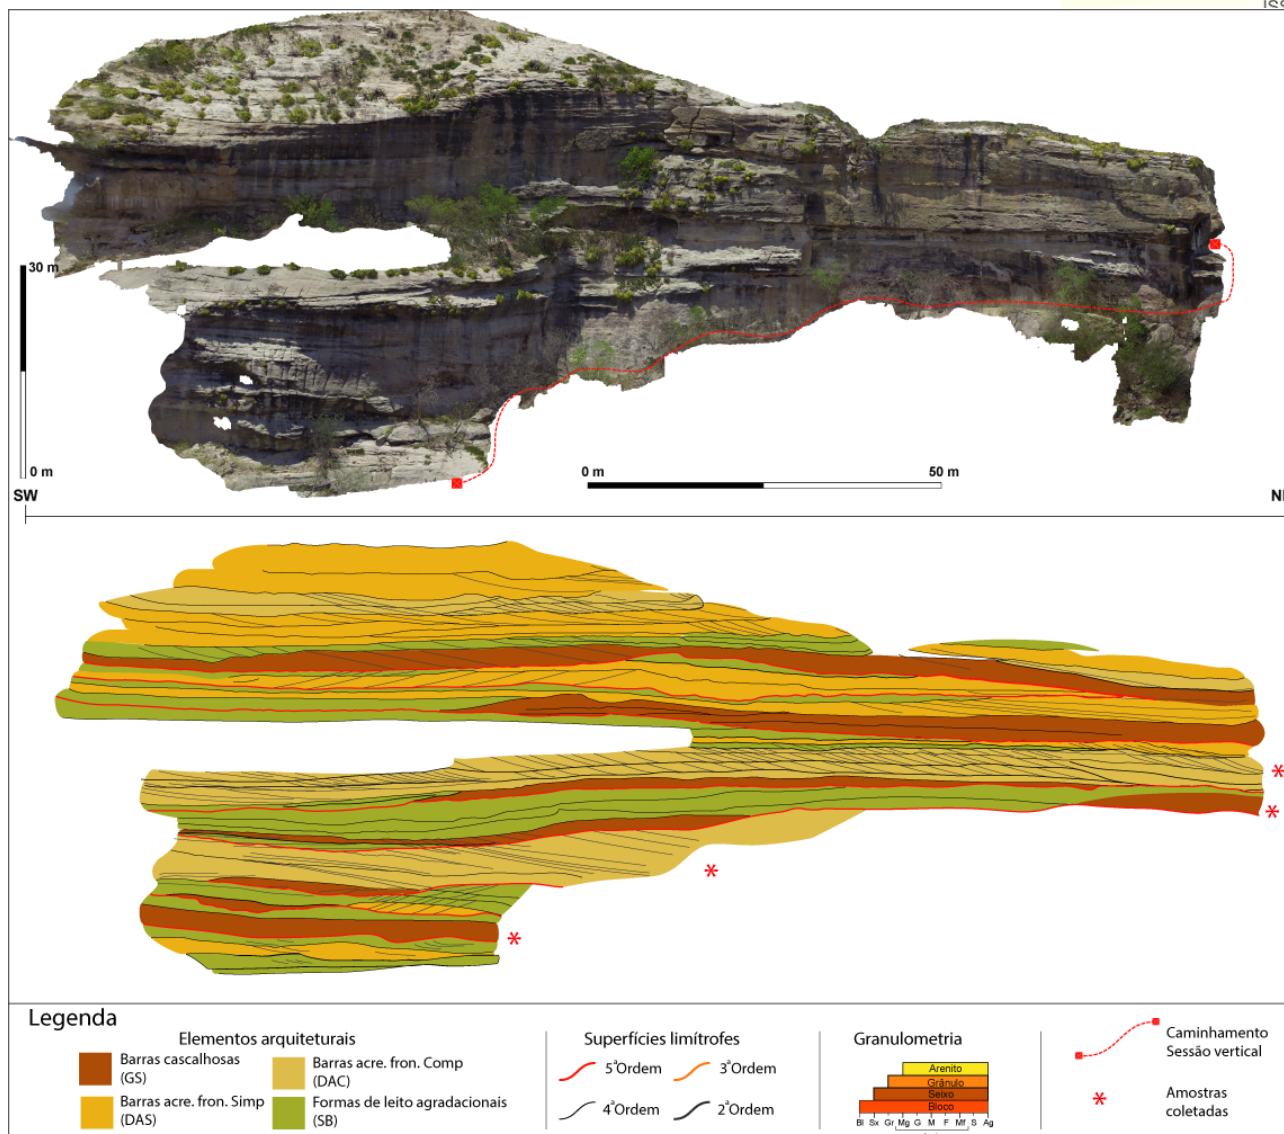 30 m
0 m
0 m
50 m
SW
Legenda
Elementos arquiteturais
Barras cascalhosas
(GS)
Barras acre. fron. Comp
(DAC)
Barras acre. fron. Simp
(DAS)
Formas de leito agradacionais
(SB)
Superfícies limítrofes
5ªOrdem
3ªOrdem
4ªOrdem
2ªOrdem
Granulometria
Arenito
Grânulo
Seixo
Bloco
Bl Sx Gr Mg G M F Mf S Ag
Caminhamento
Sessão vertical
Amostras
coletadas